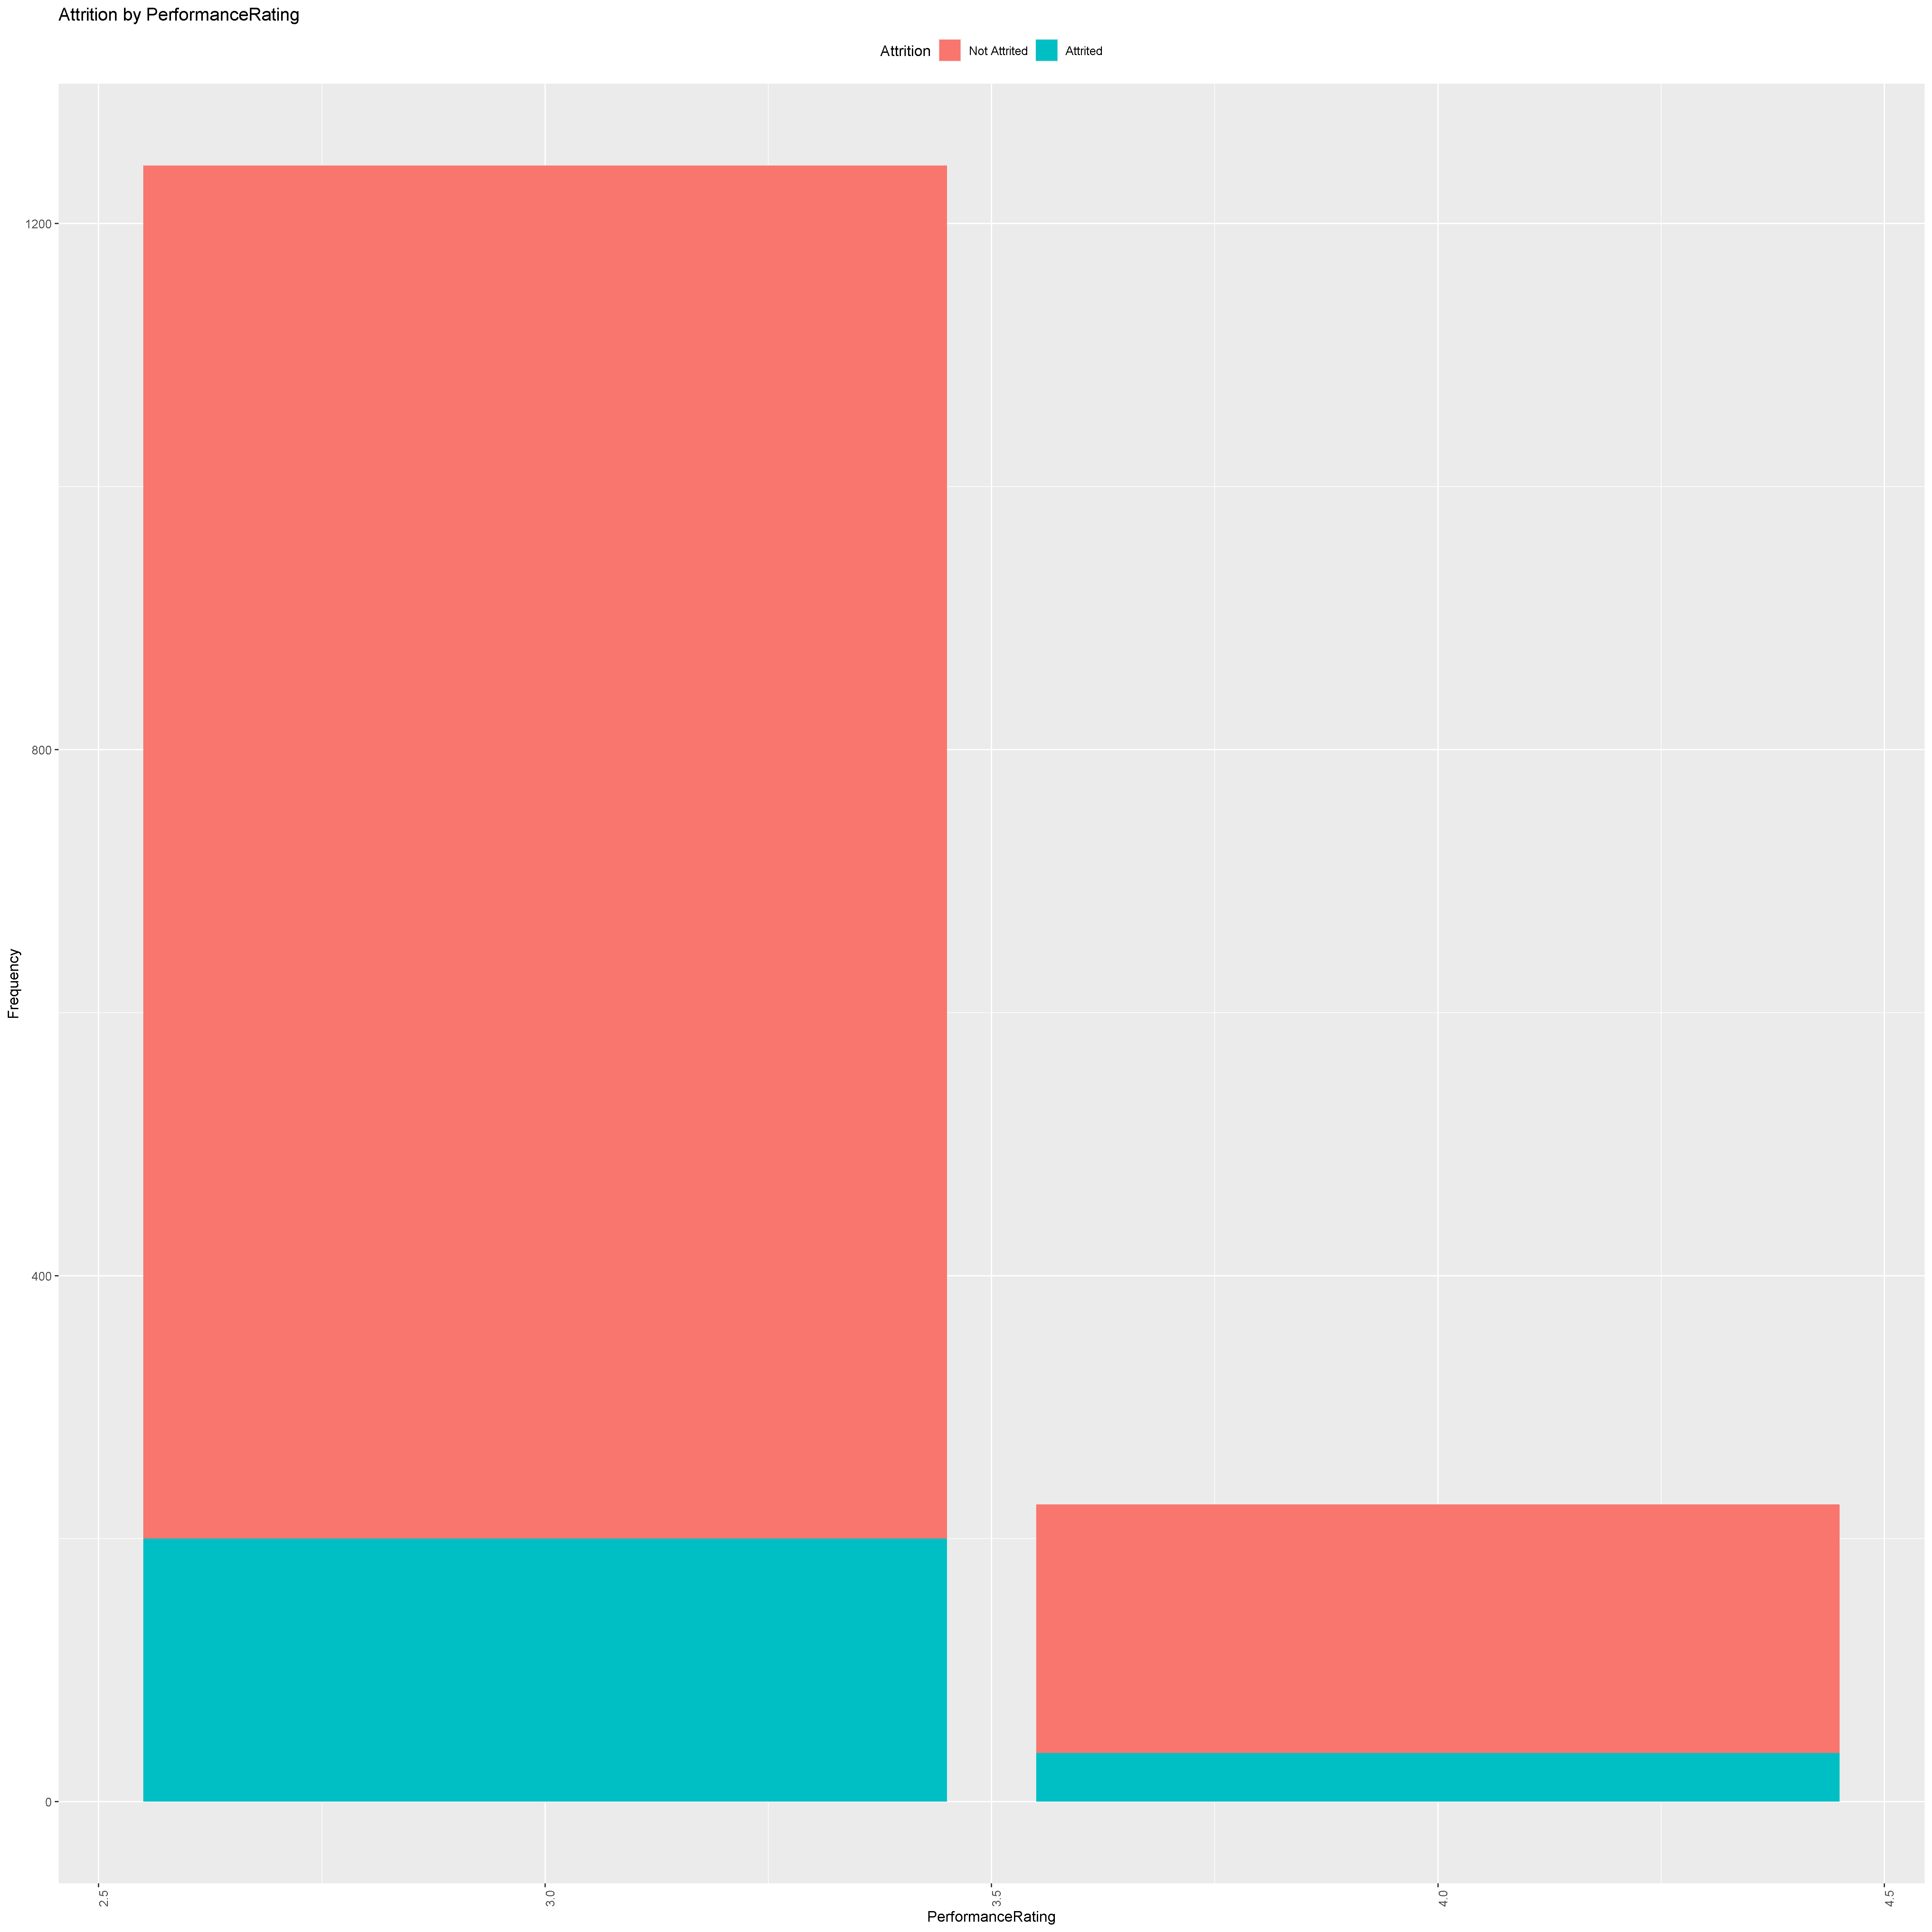 Attrition by PerformanceRating
Attrition Not Attrited Attrited
1200
800
400
0
Frequency
2.5 3.0 3.5 4.0 4.5
PerformanceRating